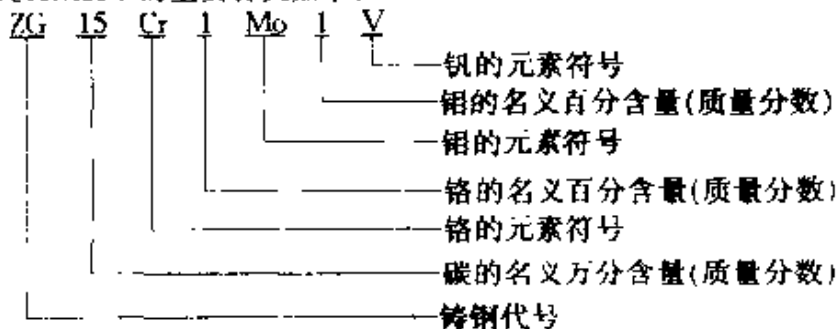 ZG 15 Cr 1 Mo 1 V
钒的元素符号
钼的名义百分含量(质量分数)
钼的元素符号
铬的名义百分含量(质量分数)
铬的元素符号
碳的名义万分含量(质量分数)
铸钢代号